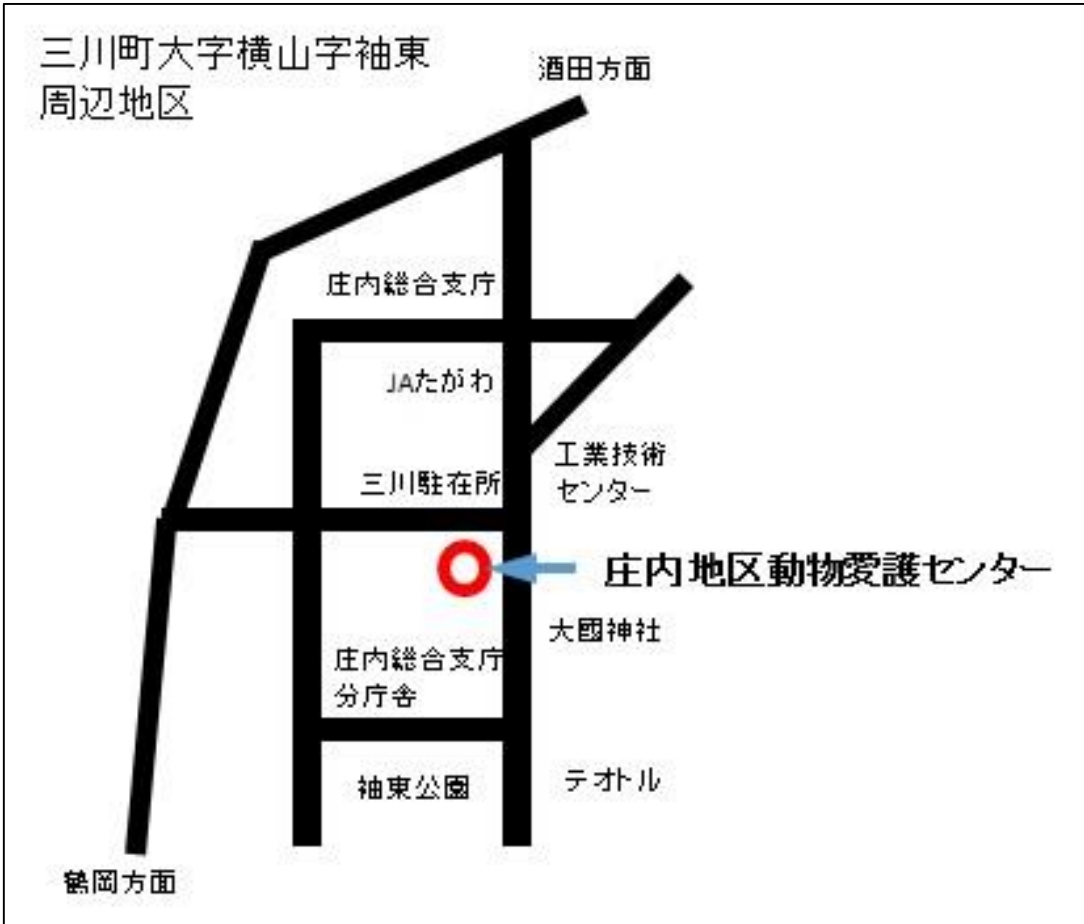 三川町大字横山字袖東
周辺地区
酒田方面
庄内総合支庁
JAたがわ
工業技術
センター
三川駐在所
庄内地区動物愛護センター
大國神社
庄内総合支庁
分庁舎
袖東公園
テオトル
鶴岡方面